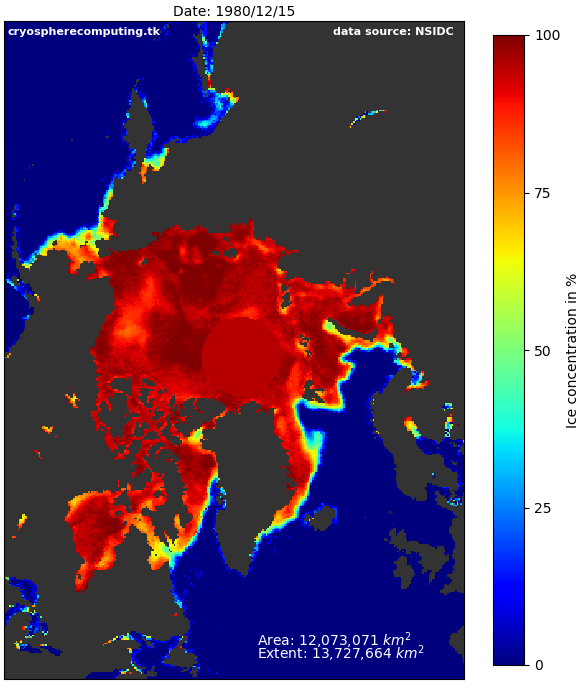 Date: 1980/12/15
cryospherecomputing.tk
data source: NSIDC
100
75
50
25
0
Ice concentration in %
Area: 12,073,071 km²
Extent: 13,727,664 km²